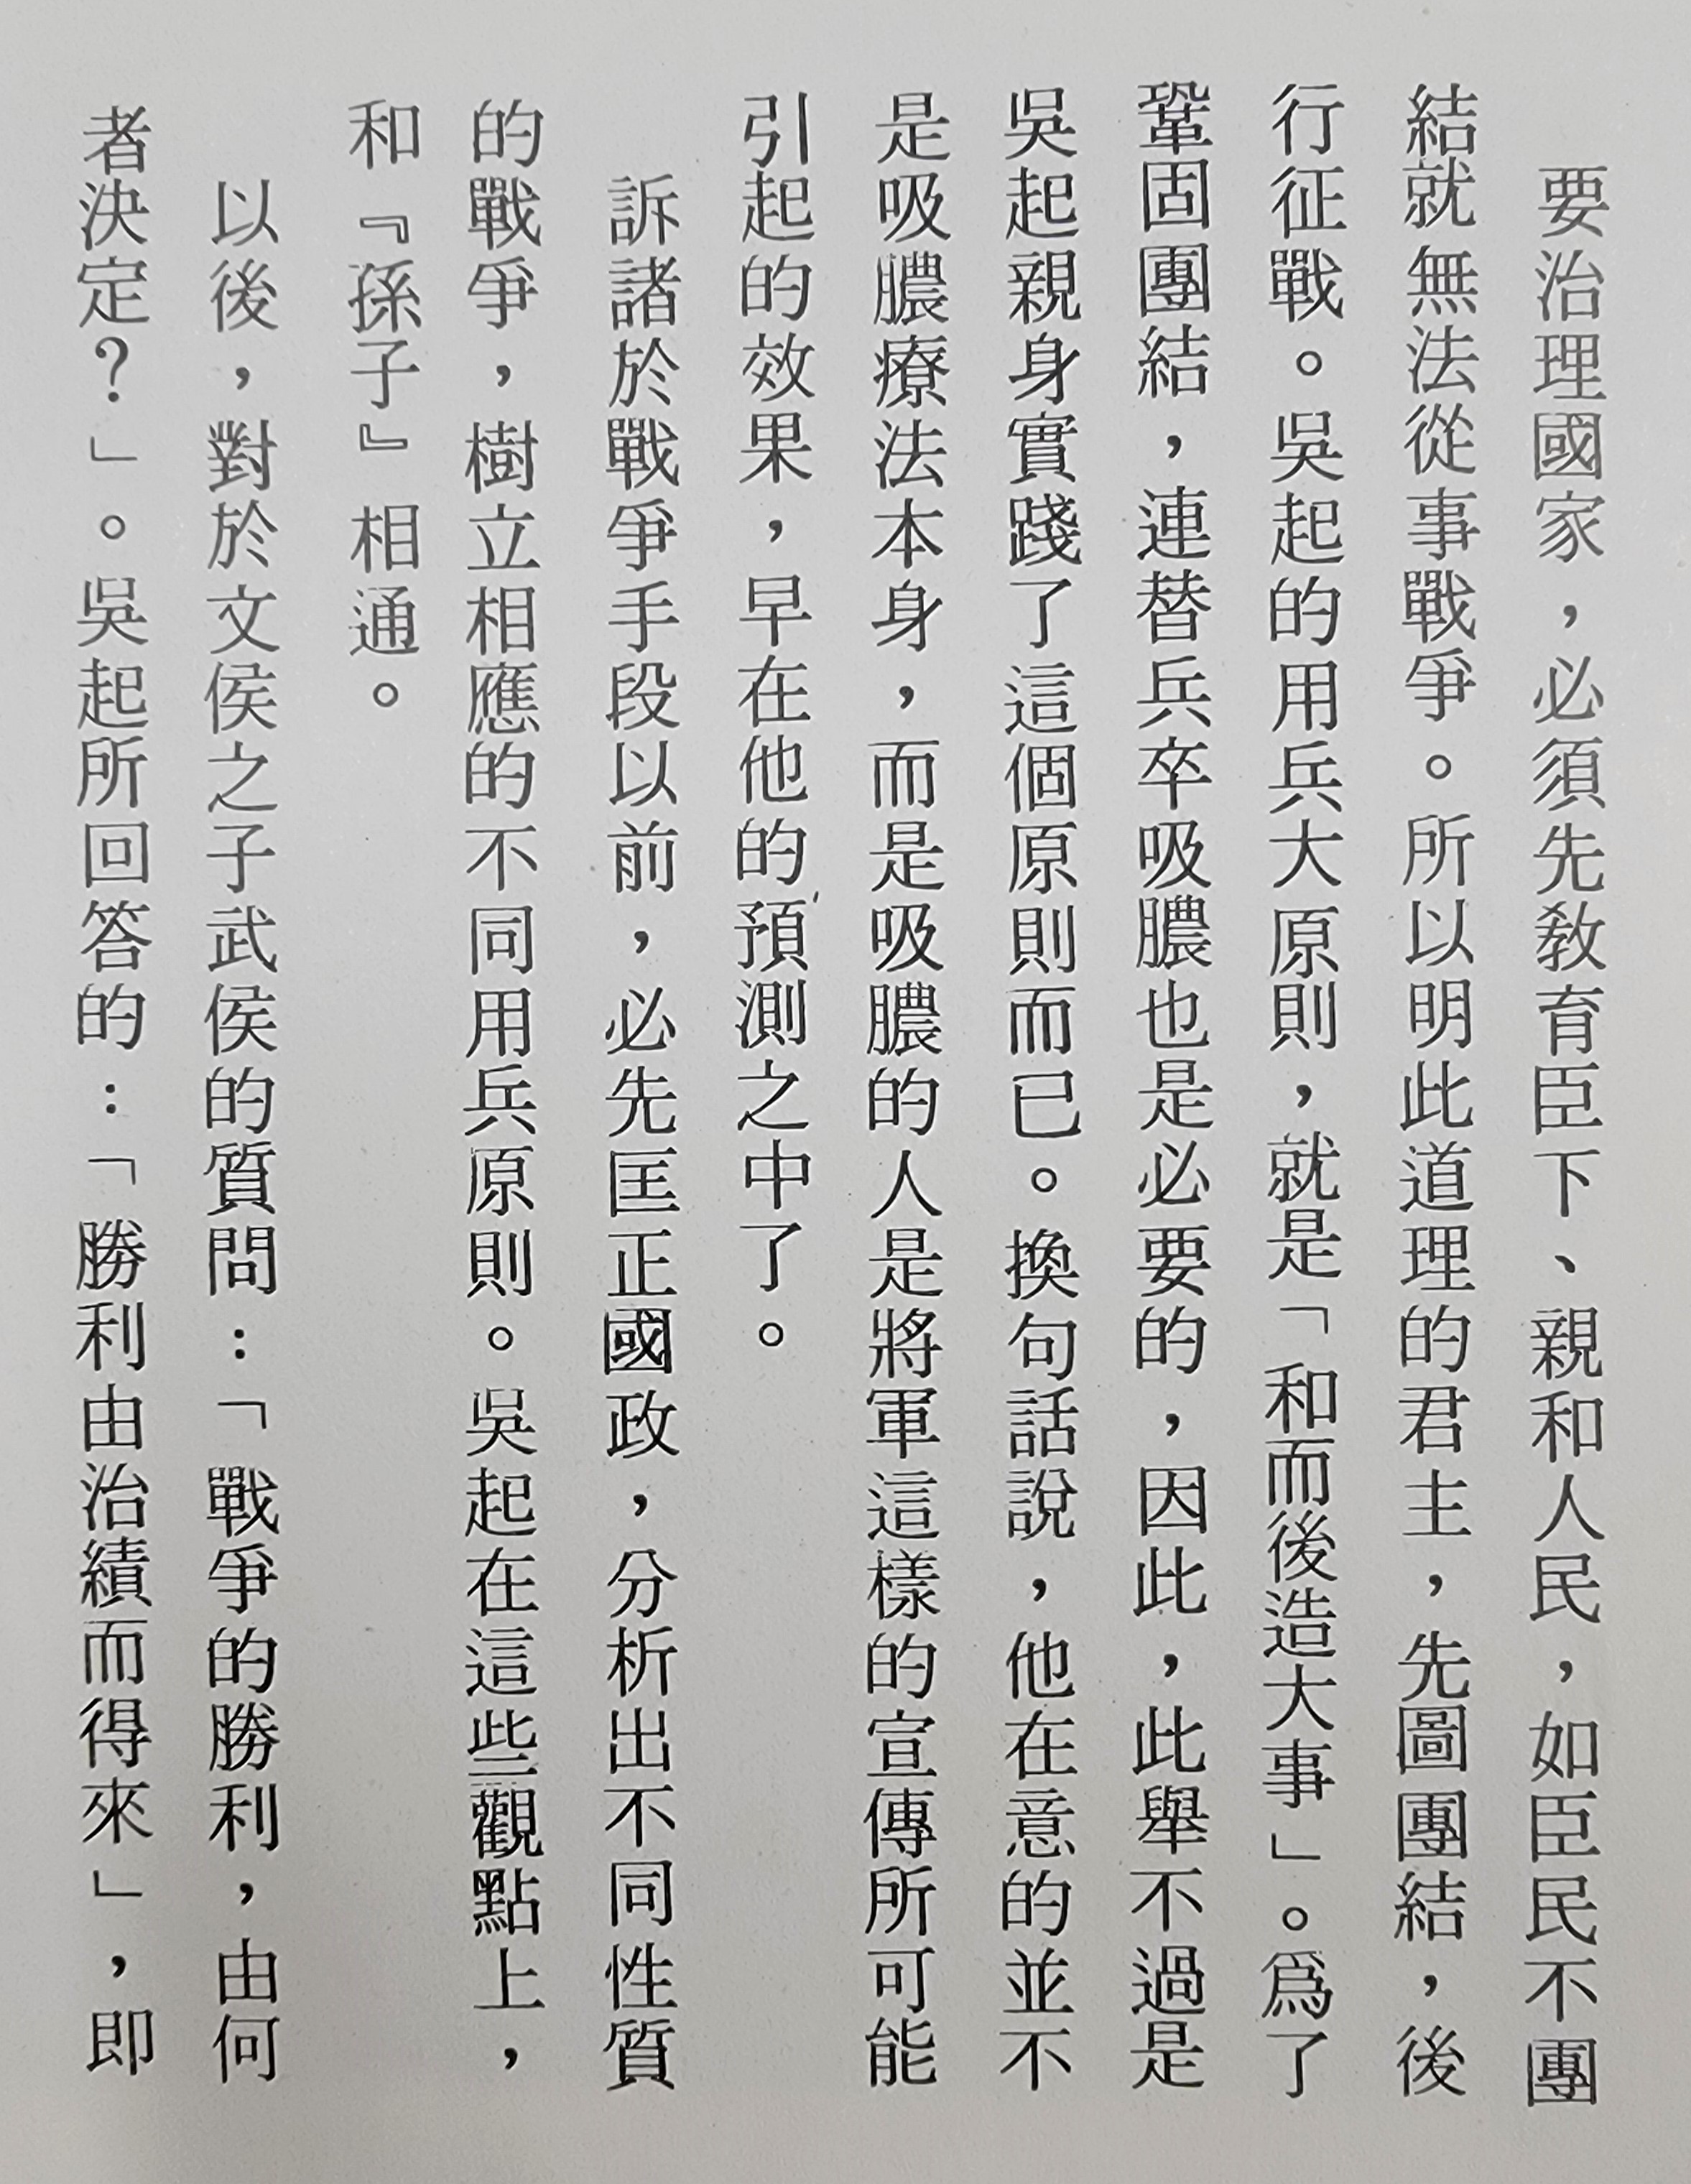 要治理國家，必須先敎育臣下、親和人民，如臣民不團
結就無法從事戰爭。所以明此道理的君主，先圖團結，後
行征戰。吳起的用兵大原則，就是「和而後造大事」。爲了
鞏固團結，連替兵卒吸膿也是必要的，因此，此舉不過是
吳起親身實踐了這個原則而已。換句話說，他在意的並不
是吸膿療法本身，而是吸膿的人是將軍這樣的宣傳所可能
引起的效果，早在他的預測之中了。
訴諸於戰爭手段以前，必先匡正國政，分析出不同性質
的戰爭，樹立相應的不同用兵原則。吳起在這些觀點上，
和『孫子』相通。
以後，對於文侯之子武侯的質問：「戰爭的勝利，由何
者決定？」。吳起所回答的：「勝利由治績而得來」，即